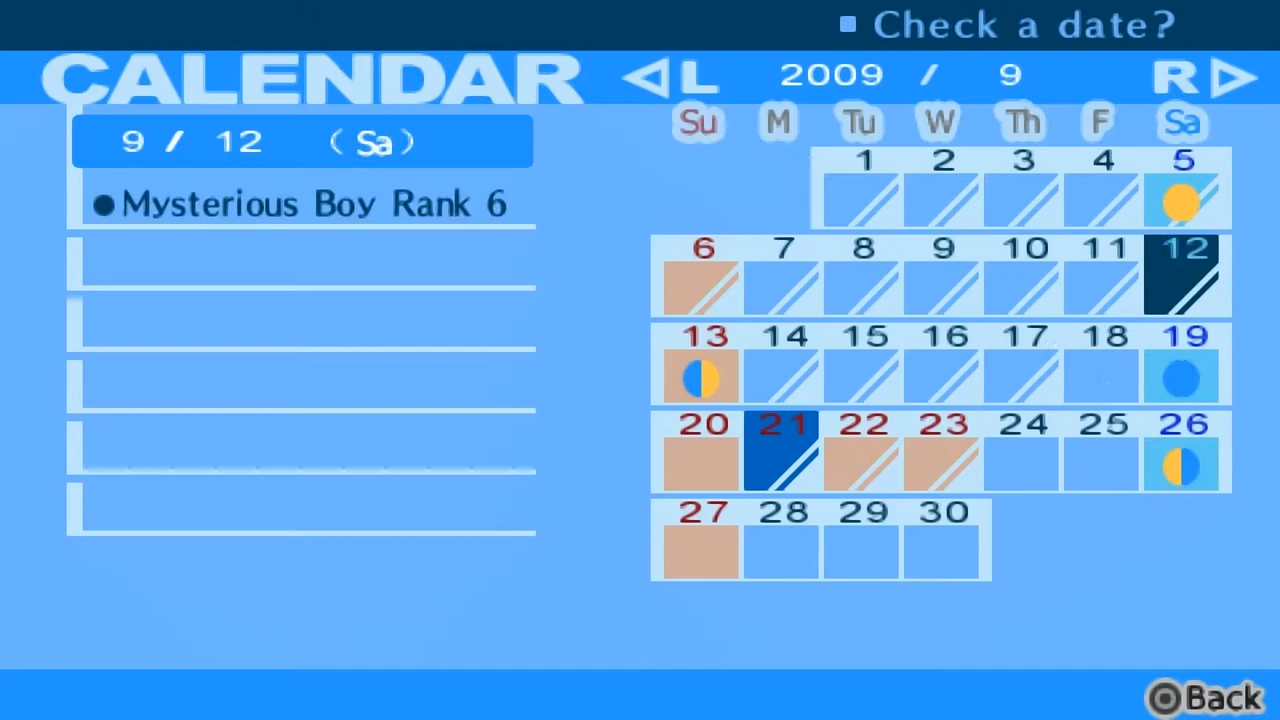 Check a date?
CALENDAR
L 2009 / 9 R
9 / 12 (Sa)
Mysterious Boy Rank 6
Su M Tu W Th F Sa
1 2 3 4 5
6 7 8 9 10 11 12
13 14 15 16 17 18 19
20 21 22 23 24 25 26
27 28 29 30
Back